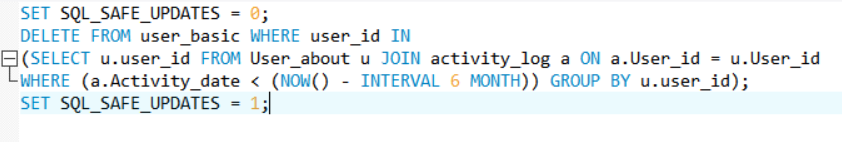 SET SQL_SAFE_UPDATES = 0;
DELETE FROM user_basic WHERE user_id IN
(SELECT u.user_id FROM User_about u JOIN activity_log a ON a.User_id = u.User_id
WHERE (a.Activity_date < (NOW() - INTERVAL 6 MONTH)) GROUP BY u.user_id);
SET SQL_SAFE_UPDATES = 1;